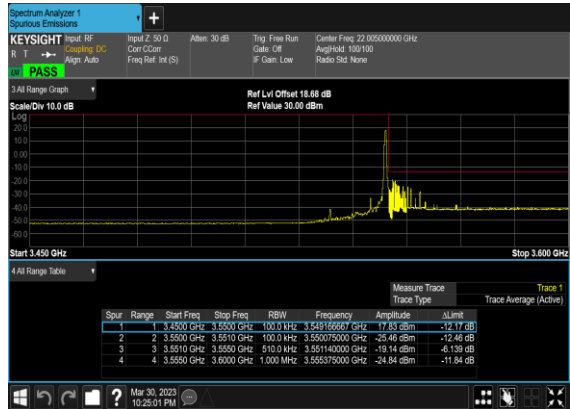 Spectrum Analyzer 1
Spurious Emissions
KEYSIGHT Input: RF Input Z: 50 Ω Atten: 30 dB Trig: Free Run Center Freq: 22.005000000 GHz
R T Coupling: DC Corr CCorr Gate: Off Avg|Hold: 100/100
Align: Auto Freq Ref: Int (S) IF Gain: Low Radio Std: None
PASS
3 All Range Graph
Ref Lvl Offset 18.68 dB
Scale/Div 10.0 dB Ref Value 30.00 dBm
Log
20.0
10.0
0.00
-10.0
-20.0
-30.0
-40.0
-50.0
-60.0
Start 3.450 GHz Stop 3.600 GHz
4 All Range Table
Measure Trace Trace 1
Trace Type Trace Average (Active)
Spur Range Start Freq Stop Freq RBW Frequency Amplitude ΔLimit
1 1 3.4500 GHz 3.5500 GHz 100.0 kHz 3.549166667 GHz 17.83 dBm -12.17 dB
2 2 3.5500 GHz 3.5510 GHz 100.0 kHz 3.550075000 GHz -25.46 dBm -12.46 dB
3 3 3.5510 GHz 3.5550 GHz 510.0 kHz 3.551140000 GHz -19.14 dBm -6.139 dB
4 4 3.5550 GHz 3.6000 GHz 1.000 MHz 3.555375000 GHz -24.84 dBm -11.84 dB
? Mar 30, 2023
10:25:01 PM